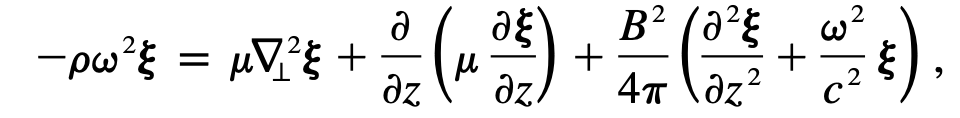 −ρω²ξ = μ∇⊥²ξ + ∂/∂z (μ ∂ξ/∂z) + B²/4π (∂²ξ/∂z² + ω²/c² ξ) ,